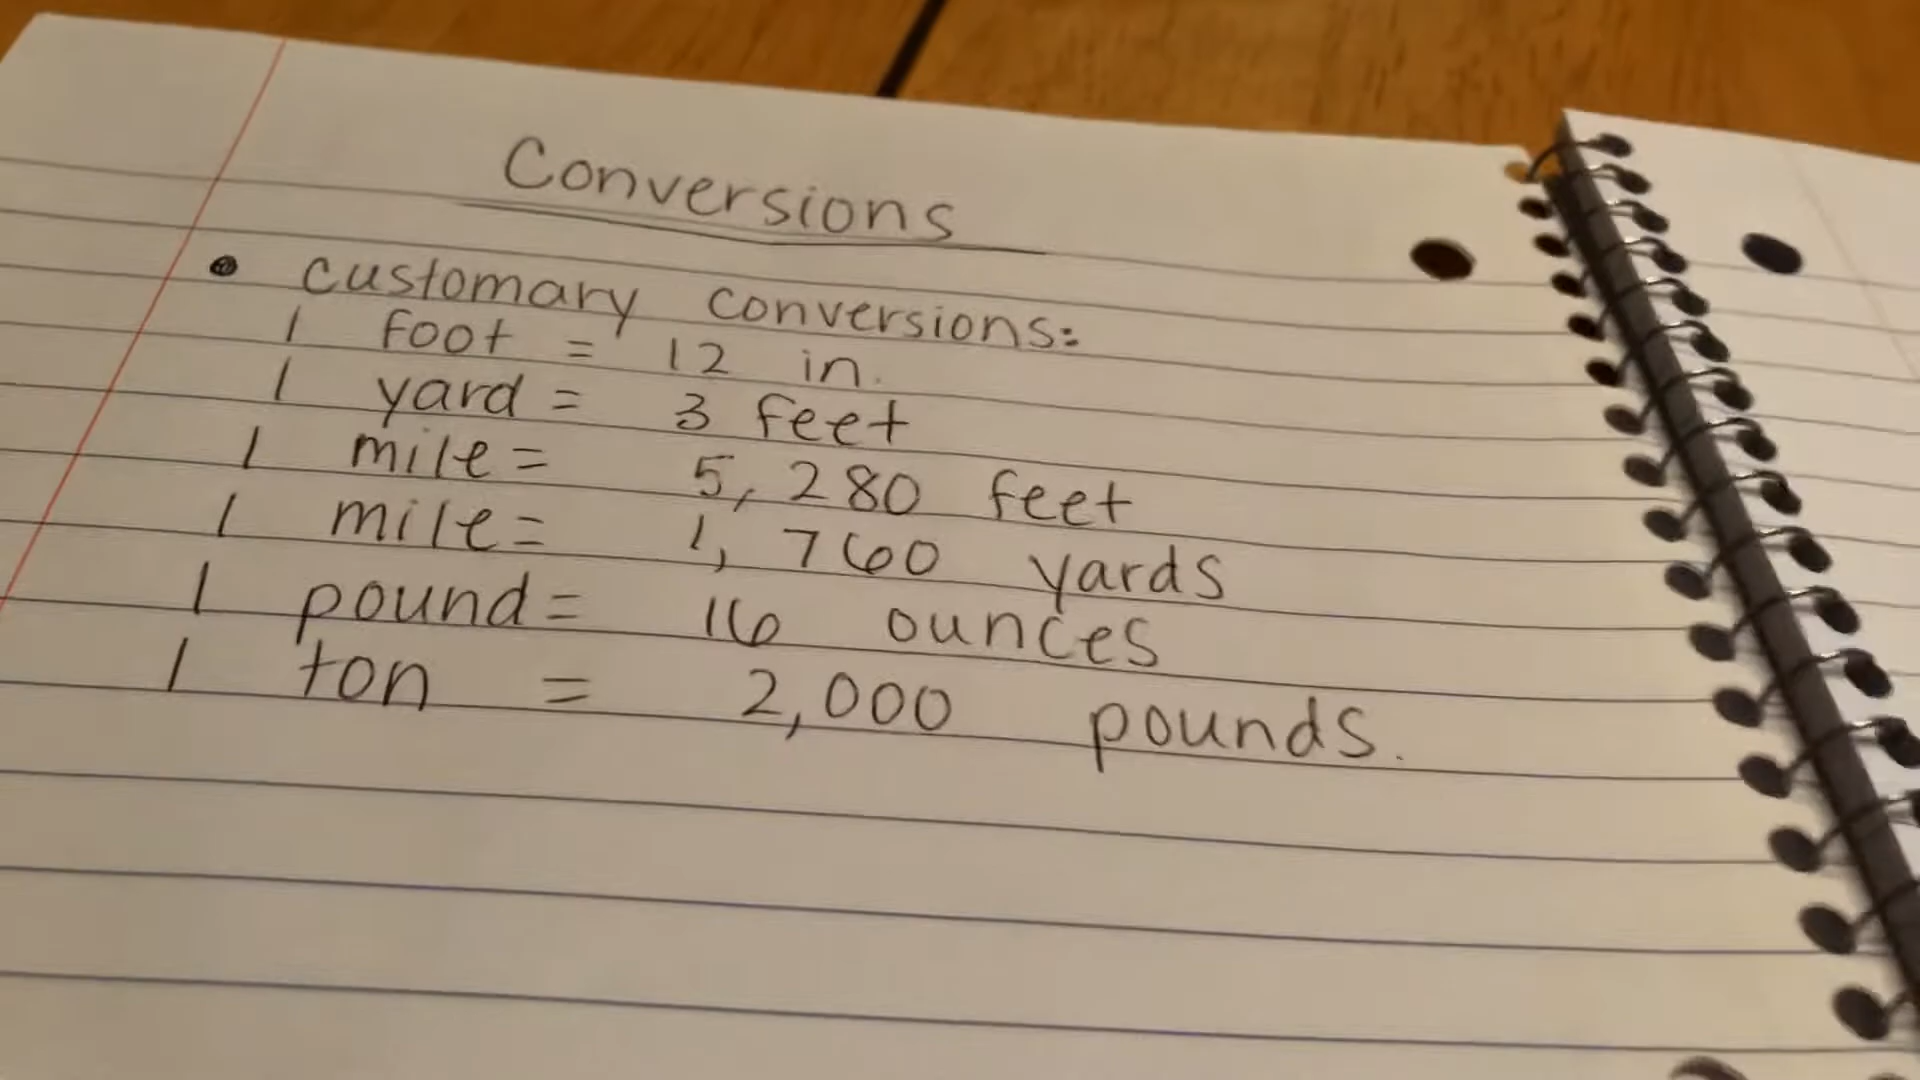 Conversions
• customary conversions:
1 foot = 12 in.
1 yard = 3 feet
1 mile = 5,280 feet
1 mile = 1,760 yards
1 pound = 16 ounces
1 ton = 2,000 pounds.